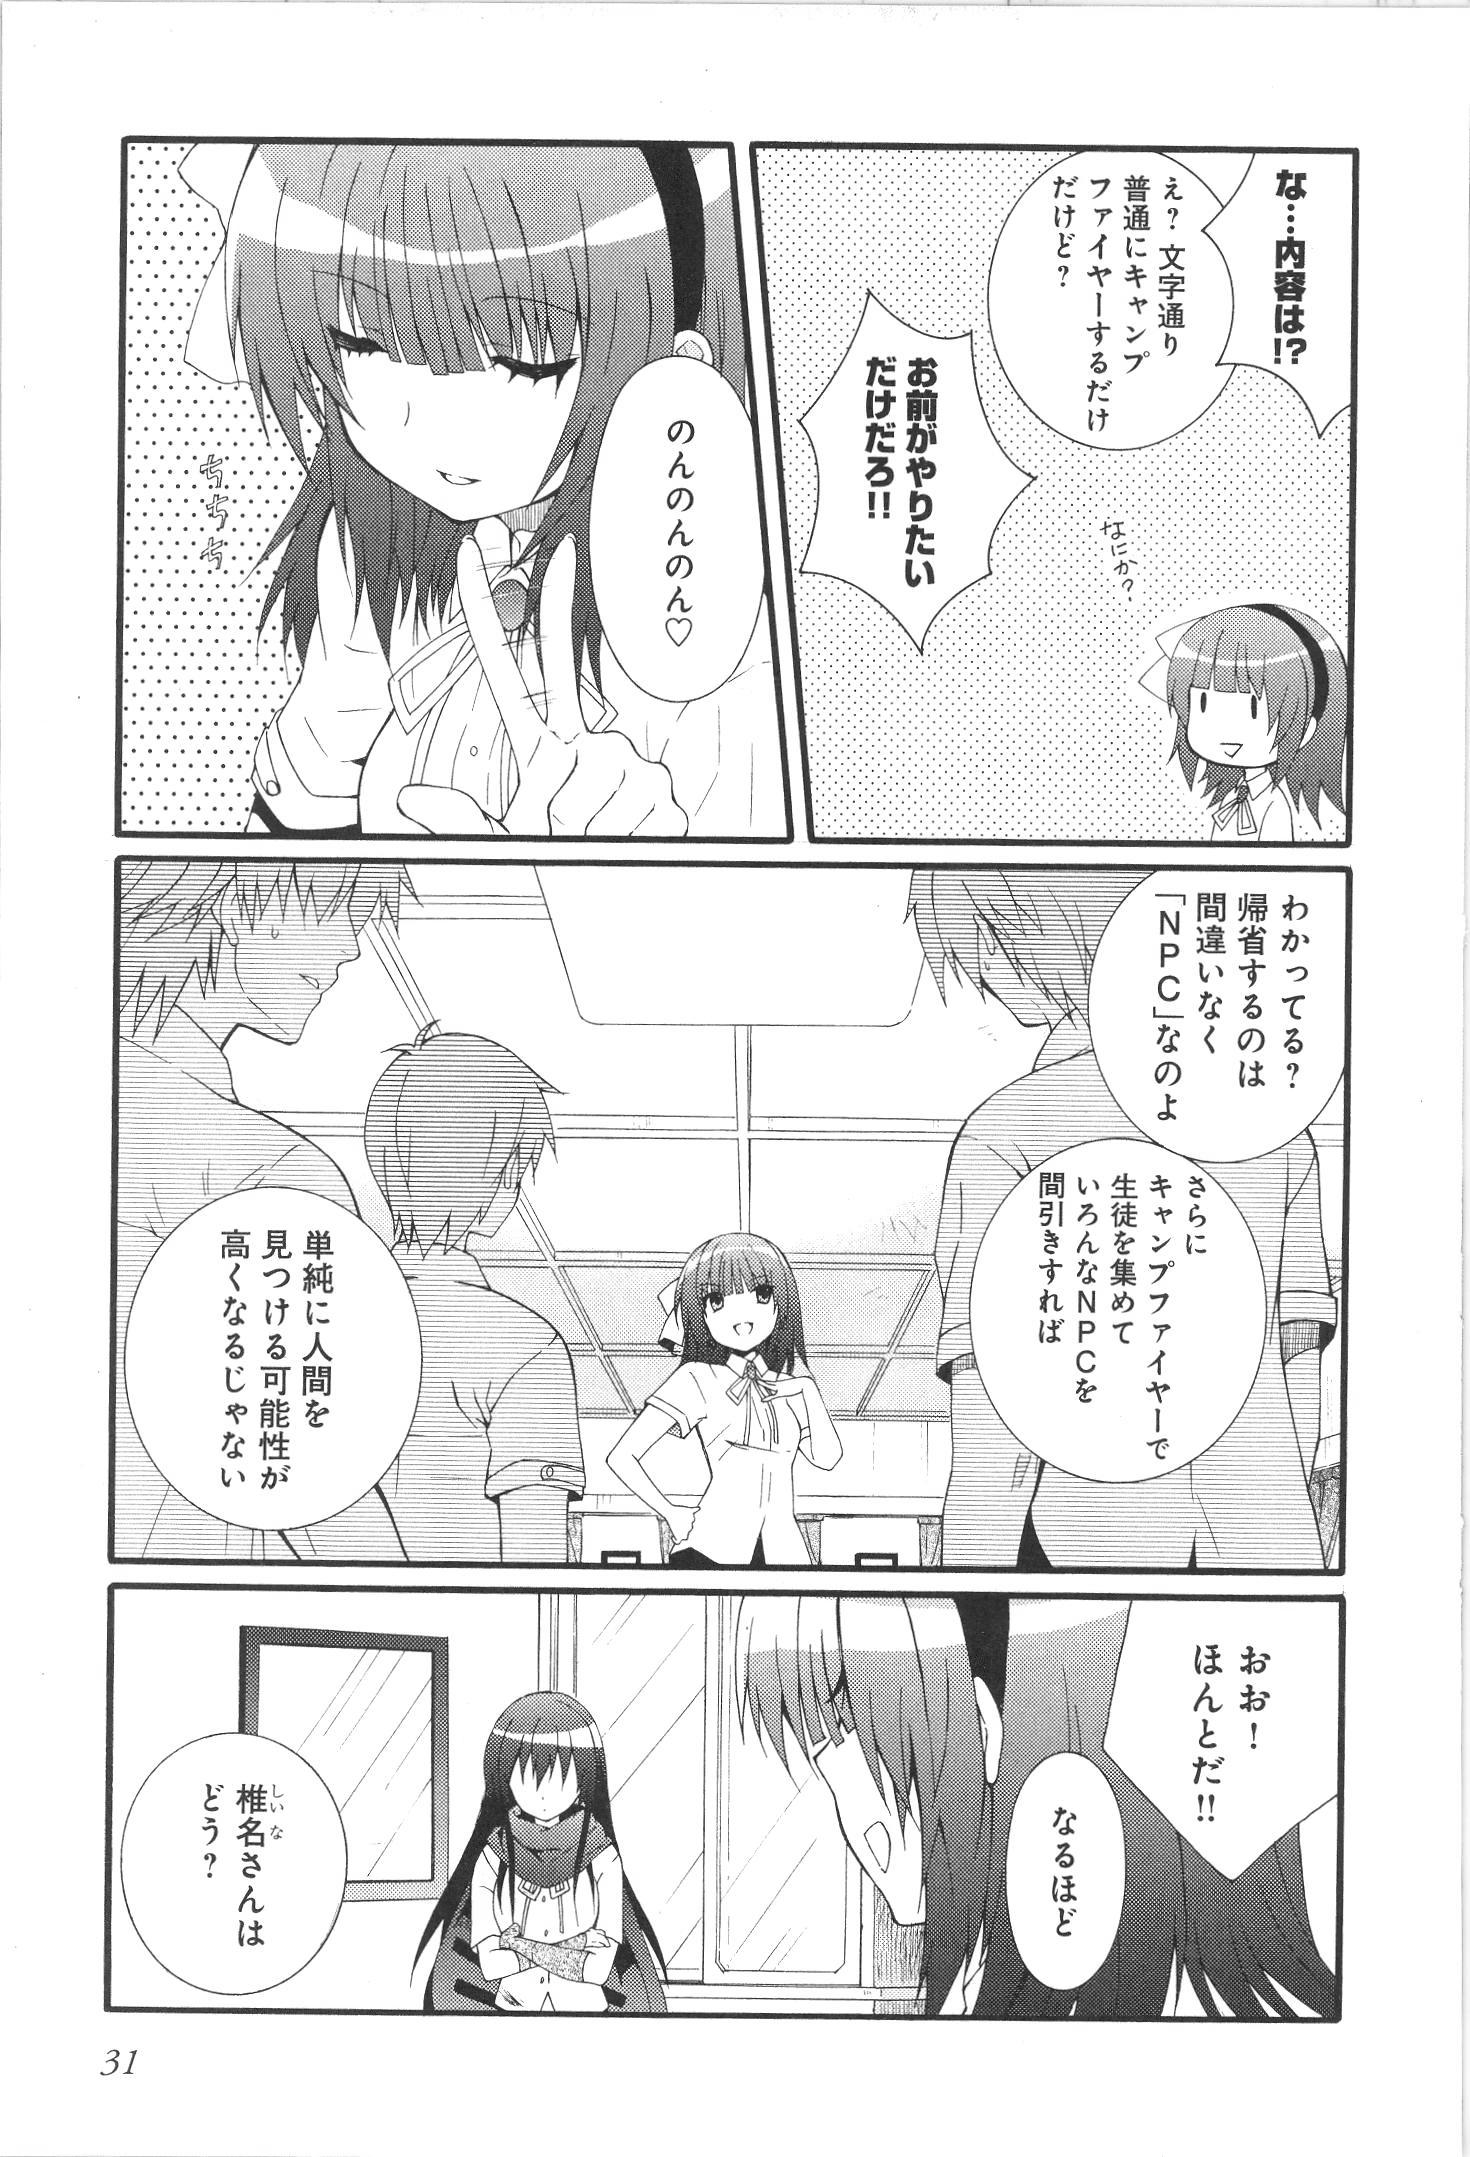 な…内容は!?
え？文字通り
普通にキャンプ
ファイヤーするだけ
だけど？
お前がやりたい
だけだろ!!
なにか？
のんのんのん♡
ちちち
わかってる？
帰省するのは
間違いなく
「NPC」なのよ
さらに
キャンプファイヤーで
生徒を集めて
いろんなNPCを
間引きすれば
単純に人間を
見つける可能性が
高くなるじゃない
おお！
ほんとだ!!
なるほど
椎名さんは
しいな
どう？
31